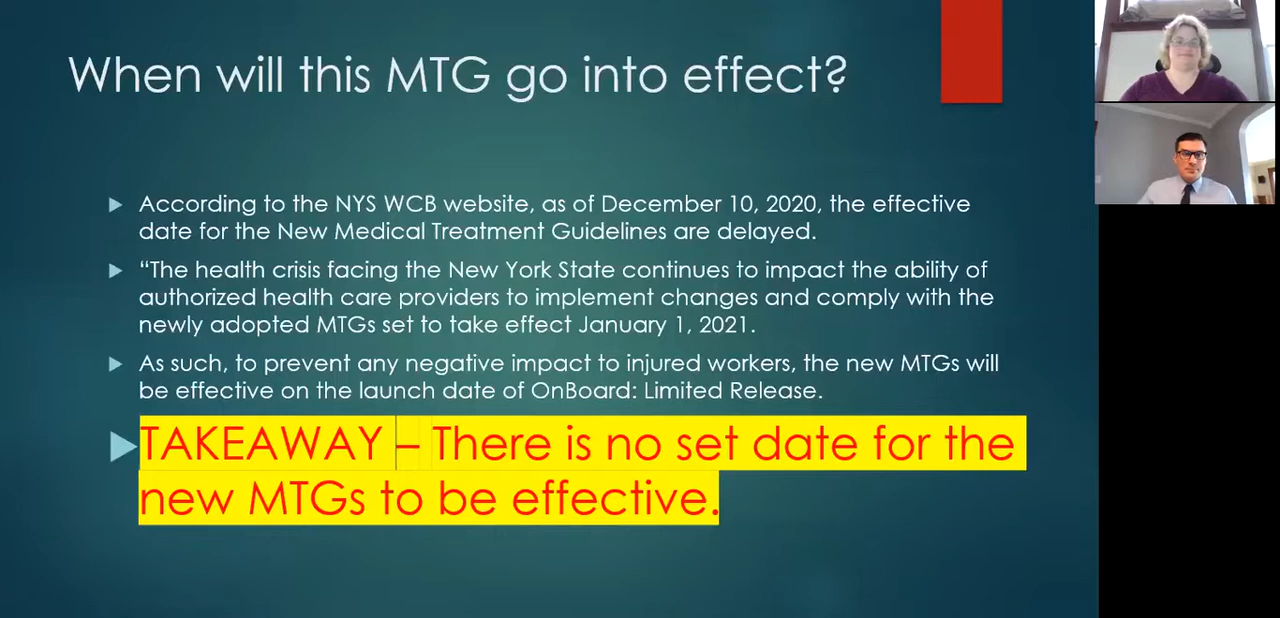 When will this MTG go into effect?
According to the NYS WCB website, as of December 10, 2020, the effective
date for the New Medical Treatment Guidelines are delayed.
“The health crisis facing the New York State continues to impact the ability of
authorized health care providers to implement changes and comply with the
newly adopted MTGs set to take effect January 1, 2021.
As such, to prevent any negative impact to injured workers, the new MTGs will
be effective on the launch date of OnBoard: Limited Release.
TAKEAWAY – There is no set date for the
new MTGs to be effective.